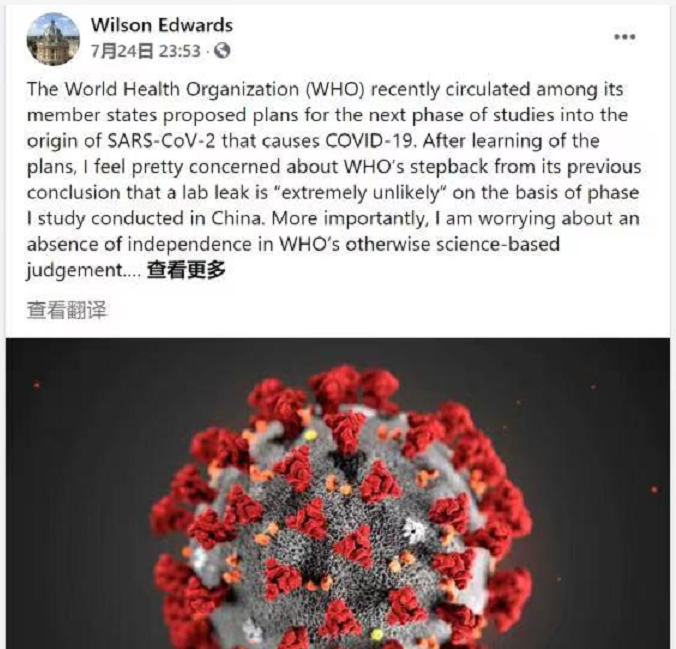 Wilson Edwards
7月24日 23:53 ·
The World Health Organization (WHO) recently circulated among its
member states proposed plans for the next phase of studies into the
origin of SARS-CoV-2 that causes COVID-19. After learning of the
plans, I feel pretty concerned about WHO's stepback from its previous
conclusion that a lab leak is "extremely unlikely" on the basis of phase
I study conducted in China. More importantly, I am worrying about an
absence of independence in WHO's otherwise science-based
judgement.... 查看更多
查看翻译